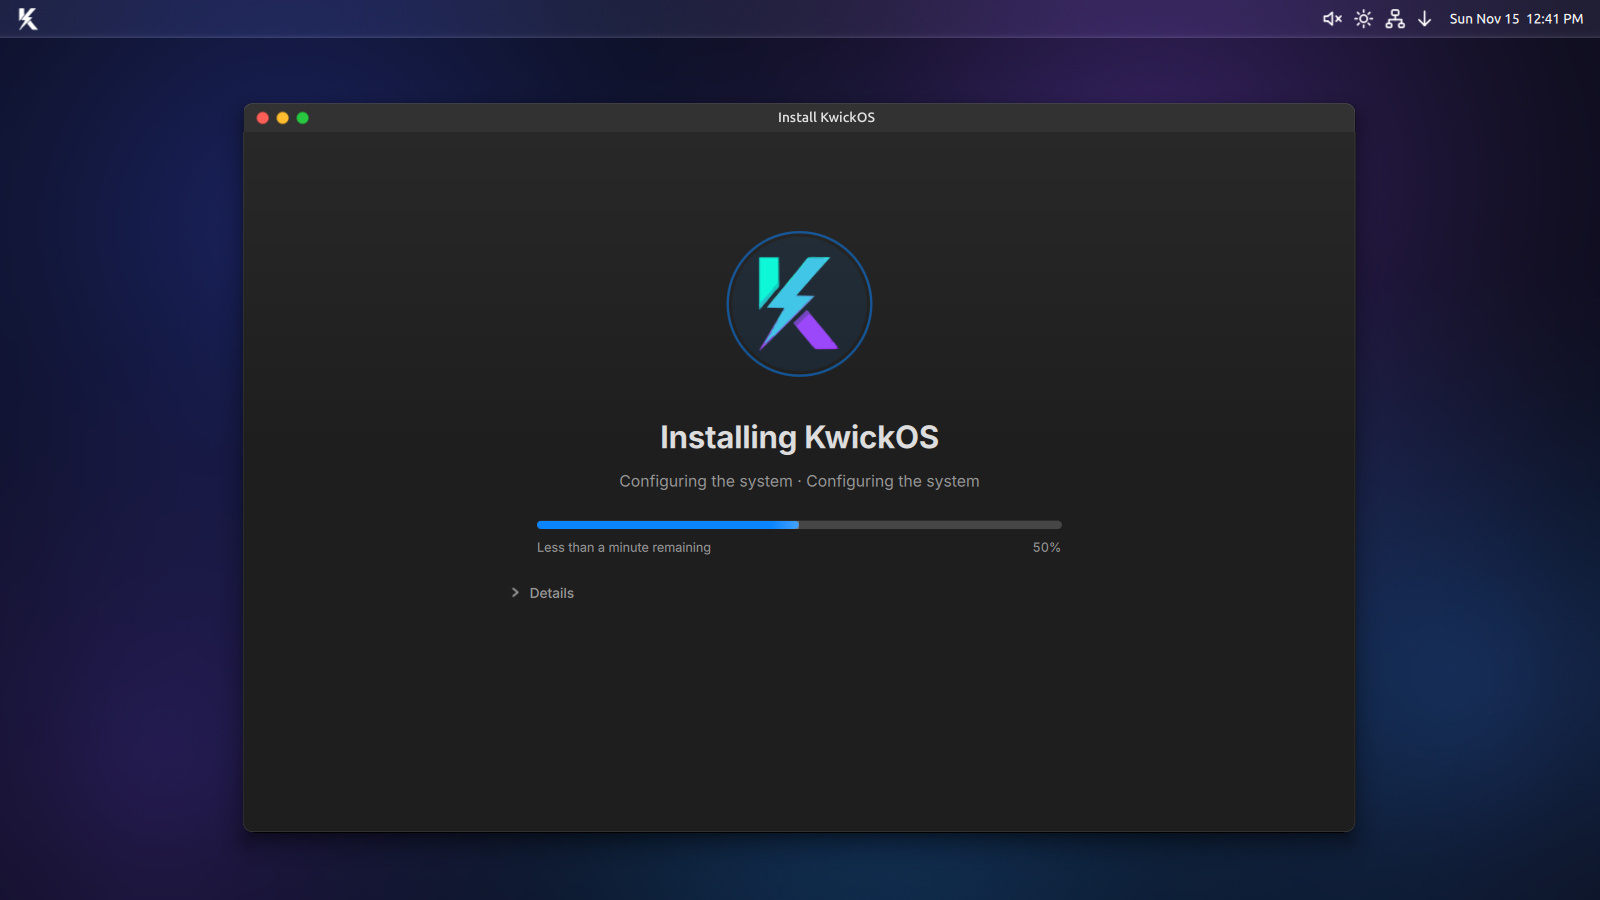 Sun Nov 15 12:41 PM
Install KwickOS
Installing KwickOS
Configuring the system · Configuring the system
Less than a minute remaining
50%
Details